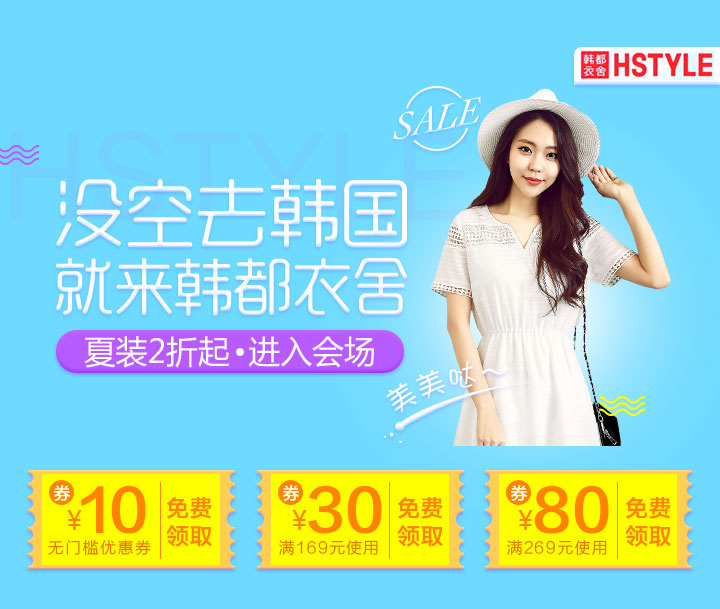 韩都衣舍 HSTYLE
SALE
HSTYLE
没空去韩国
就来韩都衣舍
夏装2折起·进入会场
美美哒～
券 ¥10 免费领取
无门槛优惠券
券 ¥30 免费领取
满169元使用
券 ¥80 免费领取
满269元使用